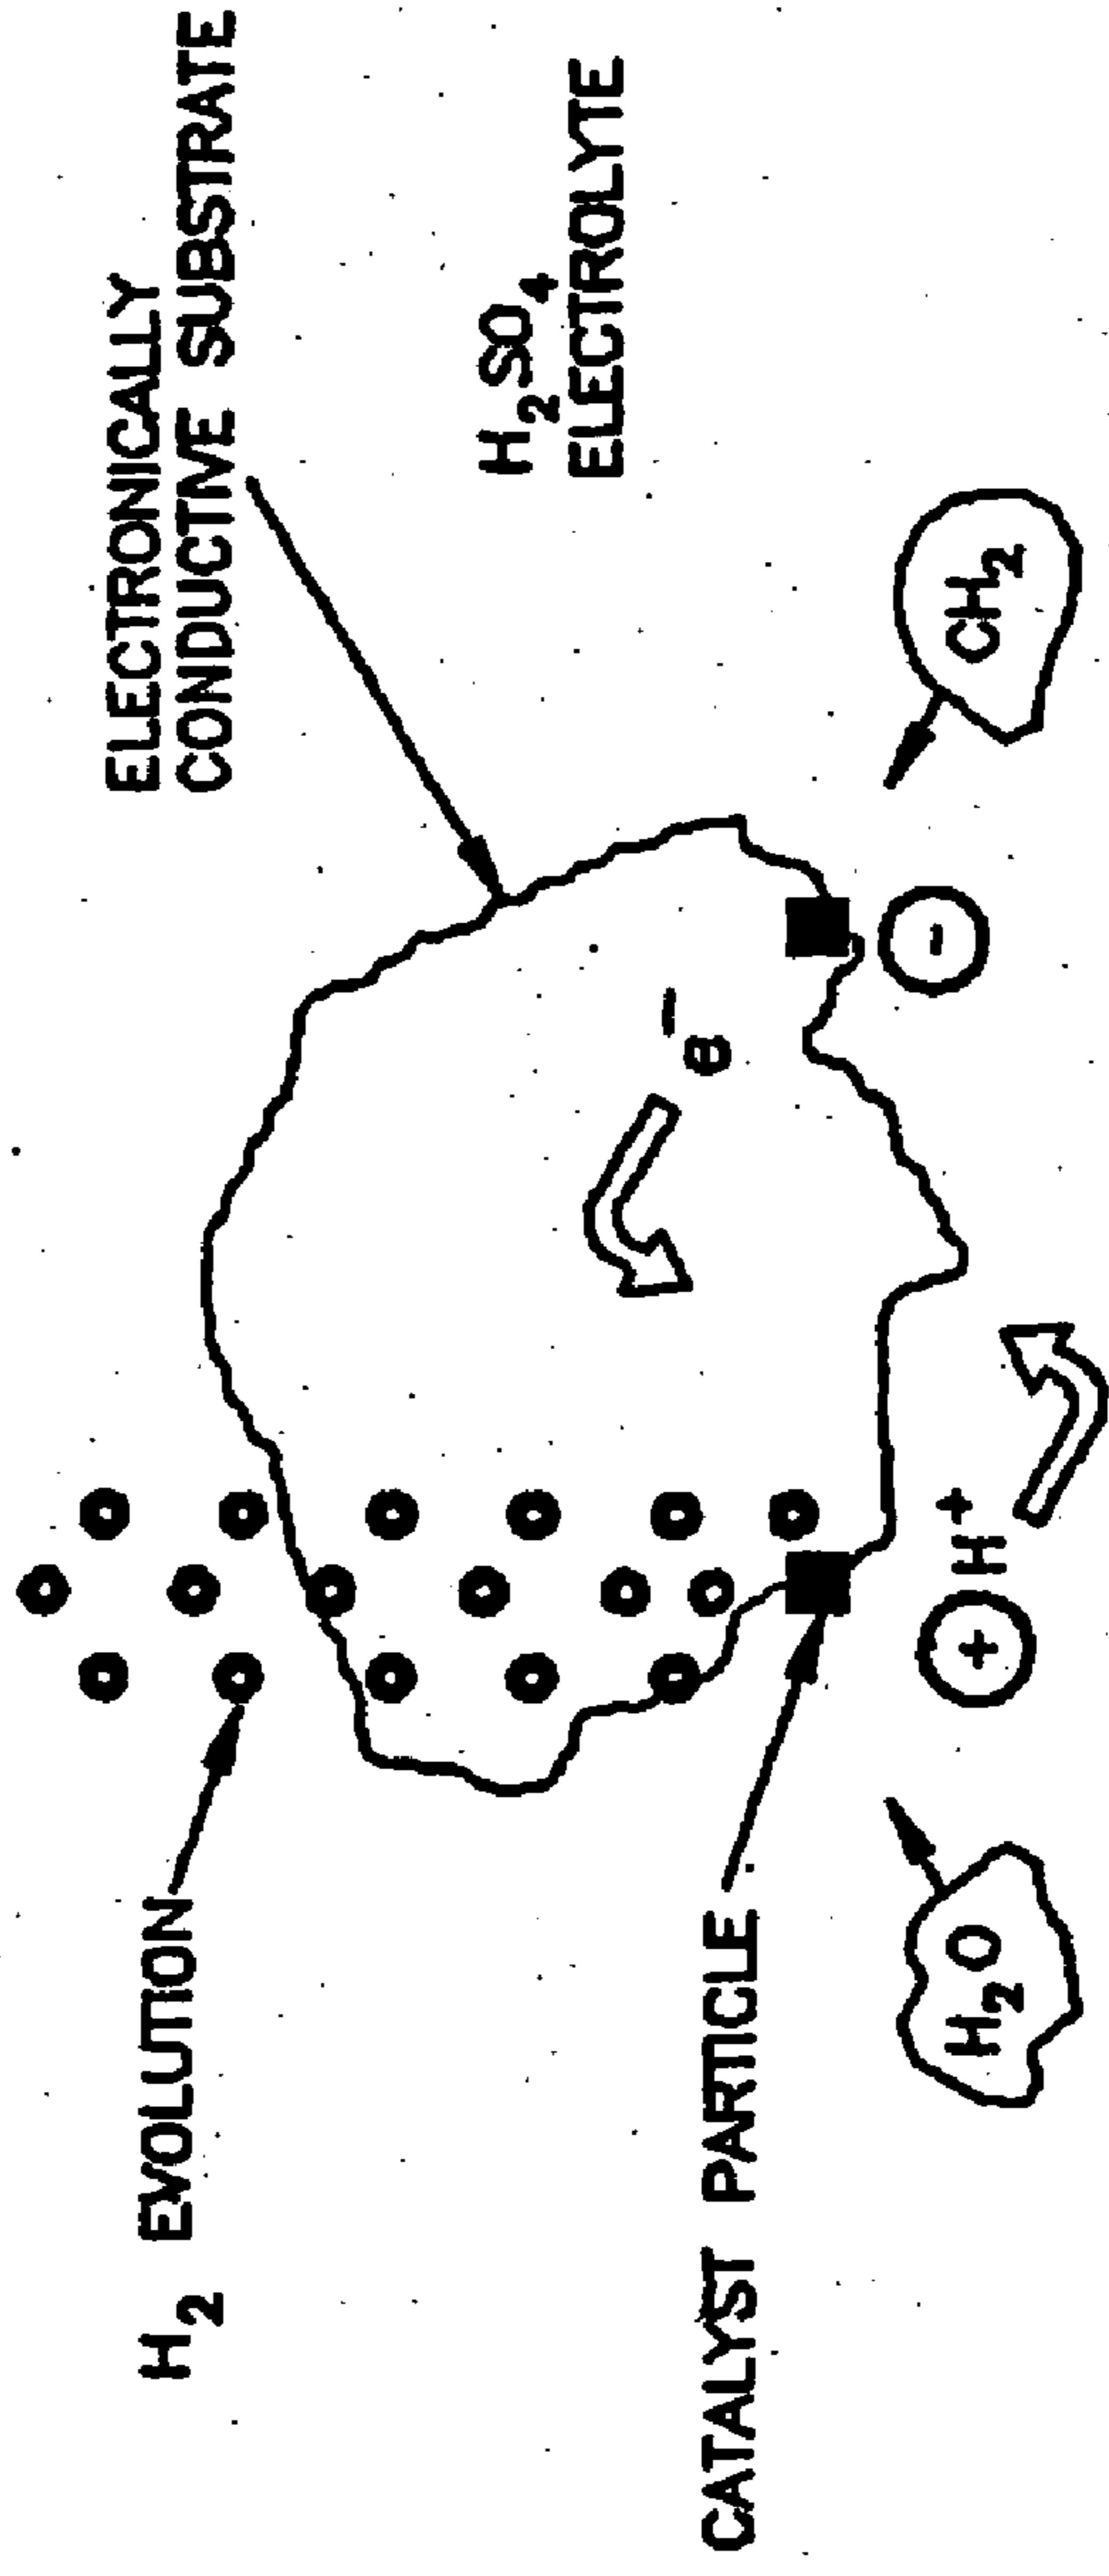 H₂ EVOLUTION
ELECTRONICALLY
CONDUCTIVE SUBSTRATE
H₂SO₄
ELECTROLYTE
e⁻
CATALYST PARTICLE
H₂O
+
H⁺
-
CH₂